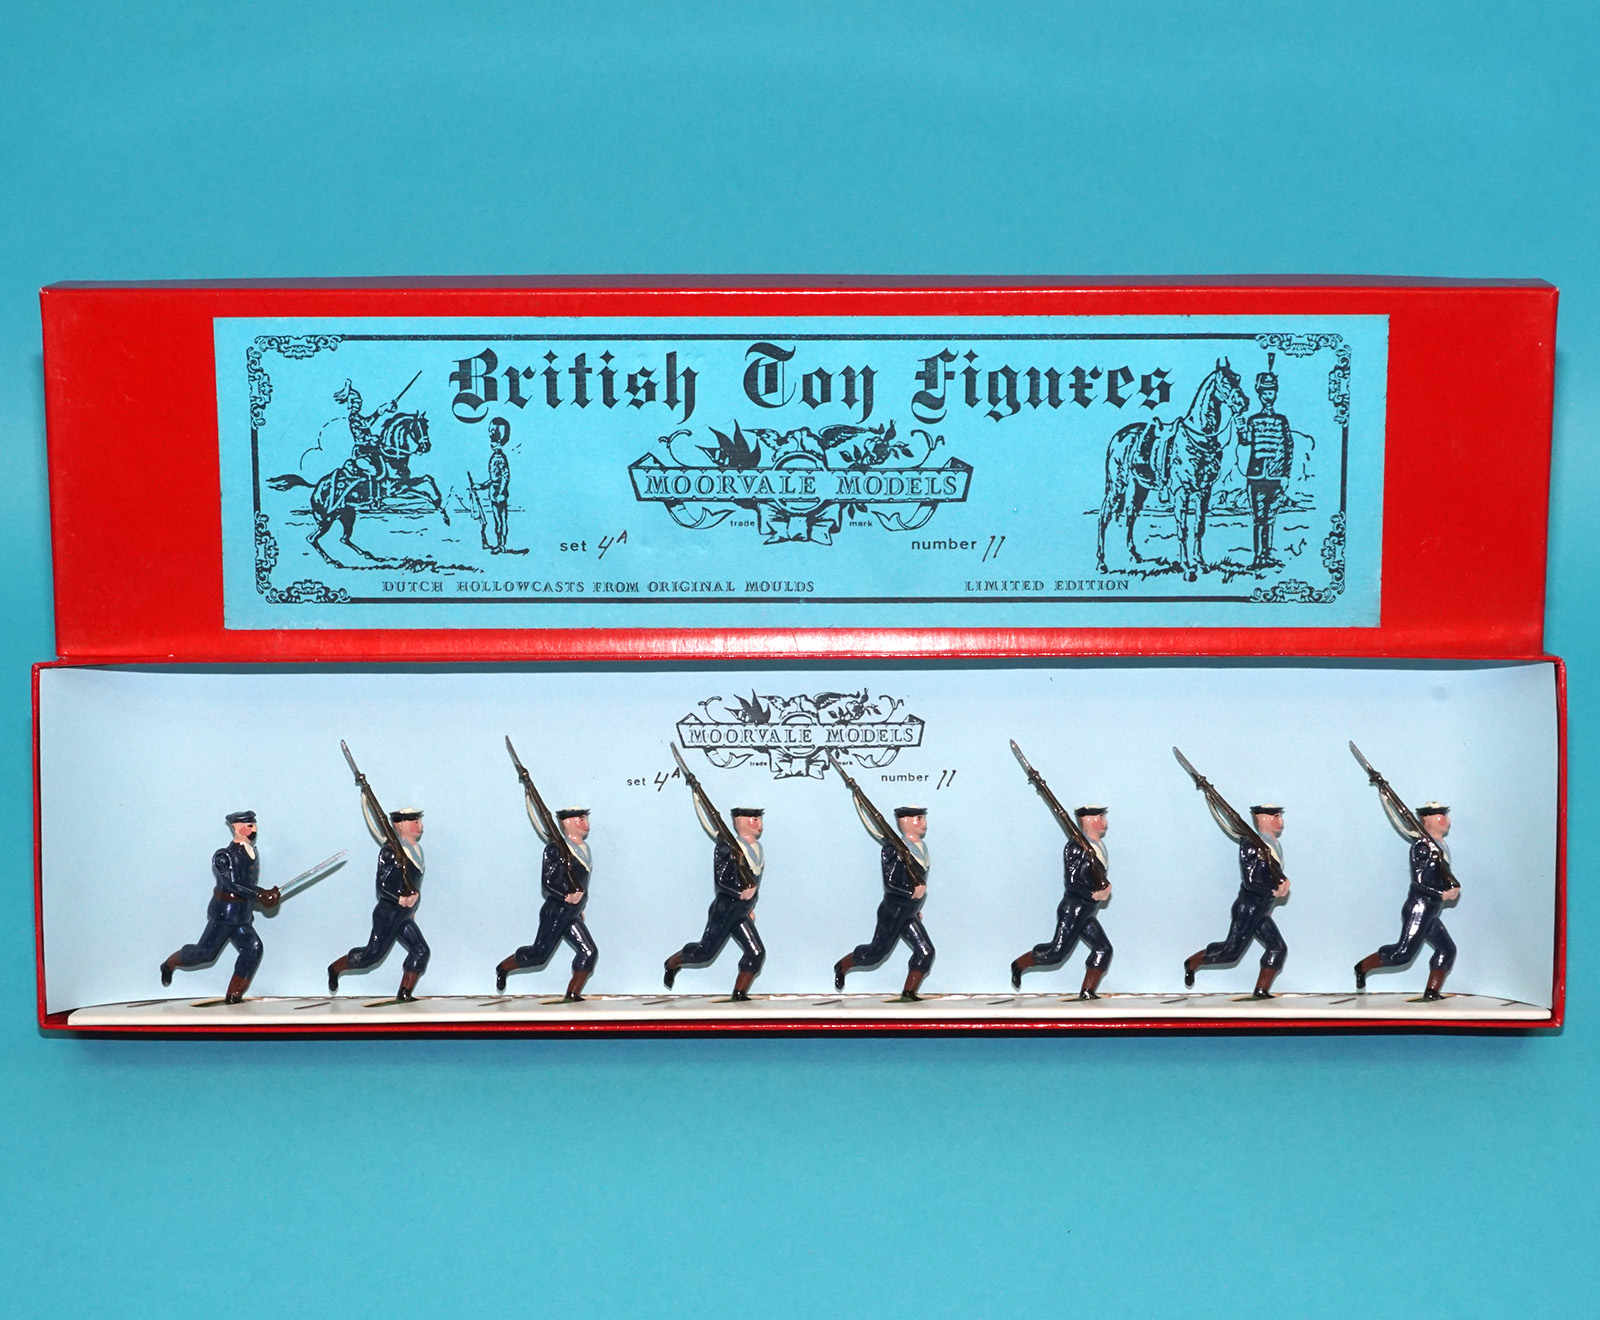 British Toy Figures
MOORVALE MODELS
trade mark
set 4A number 11
DUTCH HOLLOWCASTS FROM ORIGINAL MOULDS LIMITED EDITION
MOORVALE MODELS
trade mark
set 4A number 11